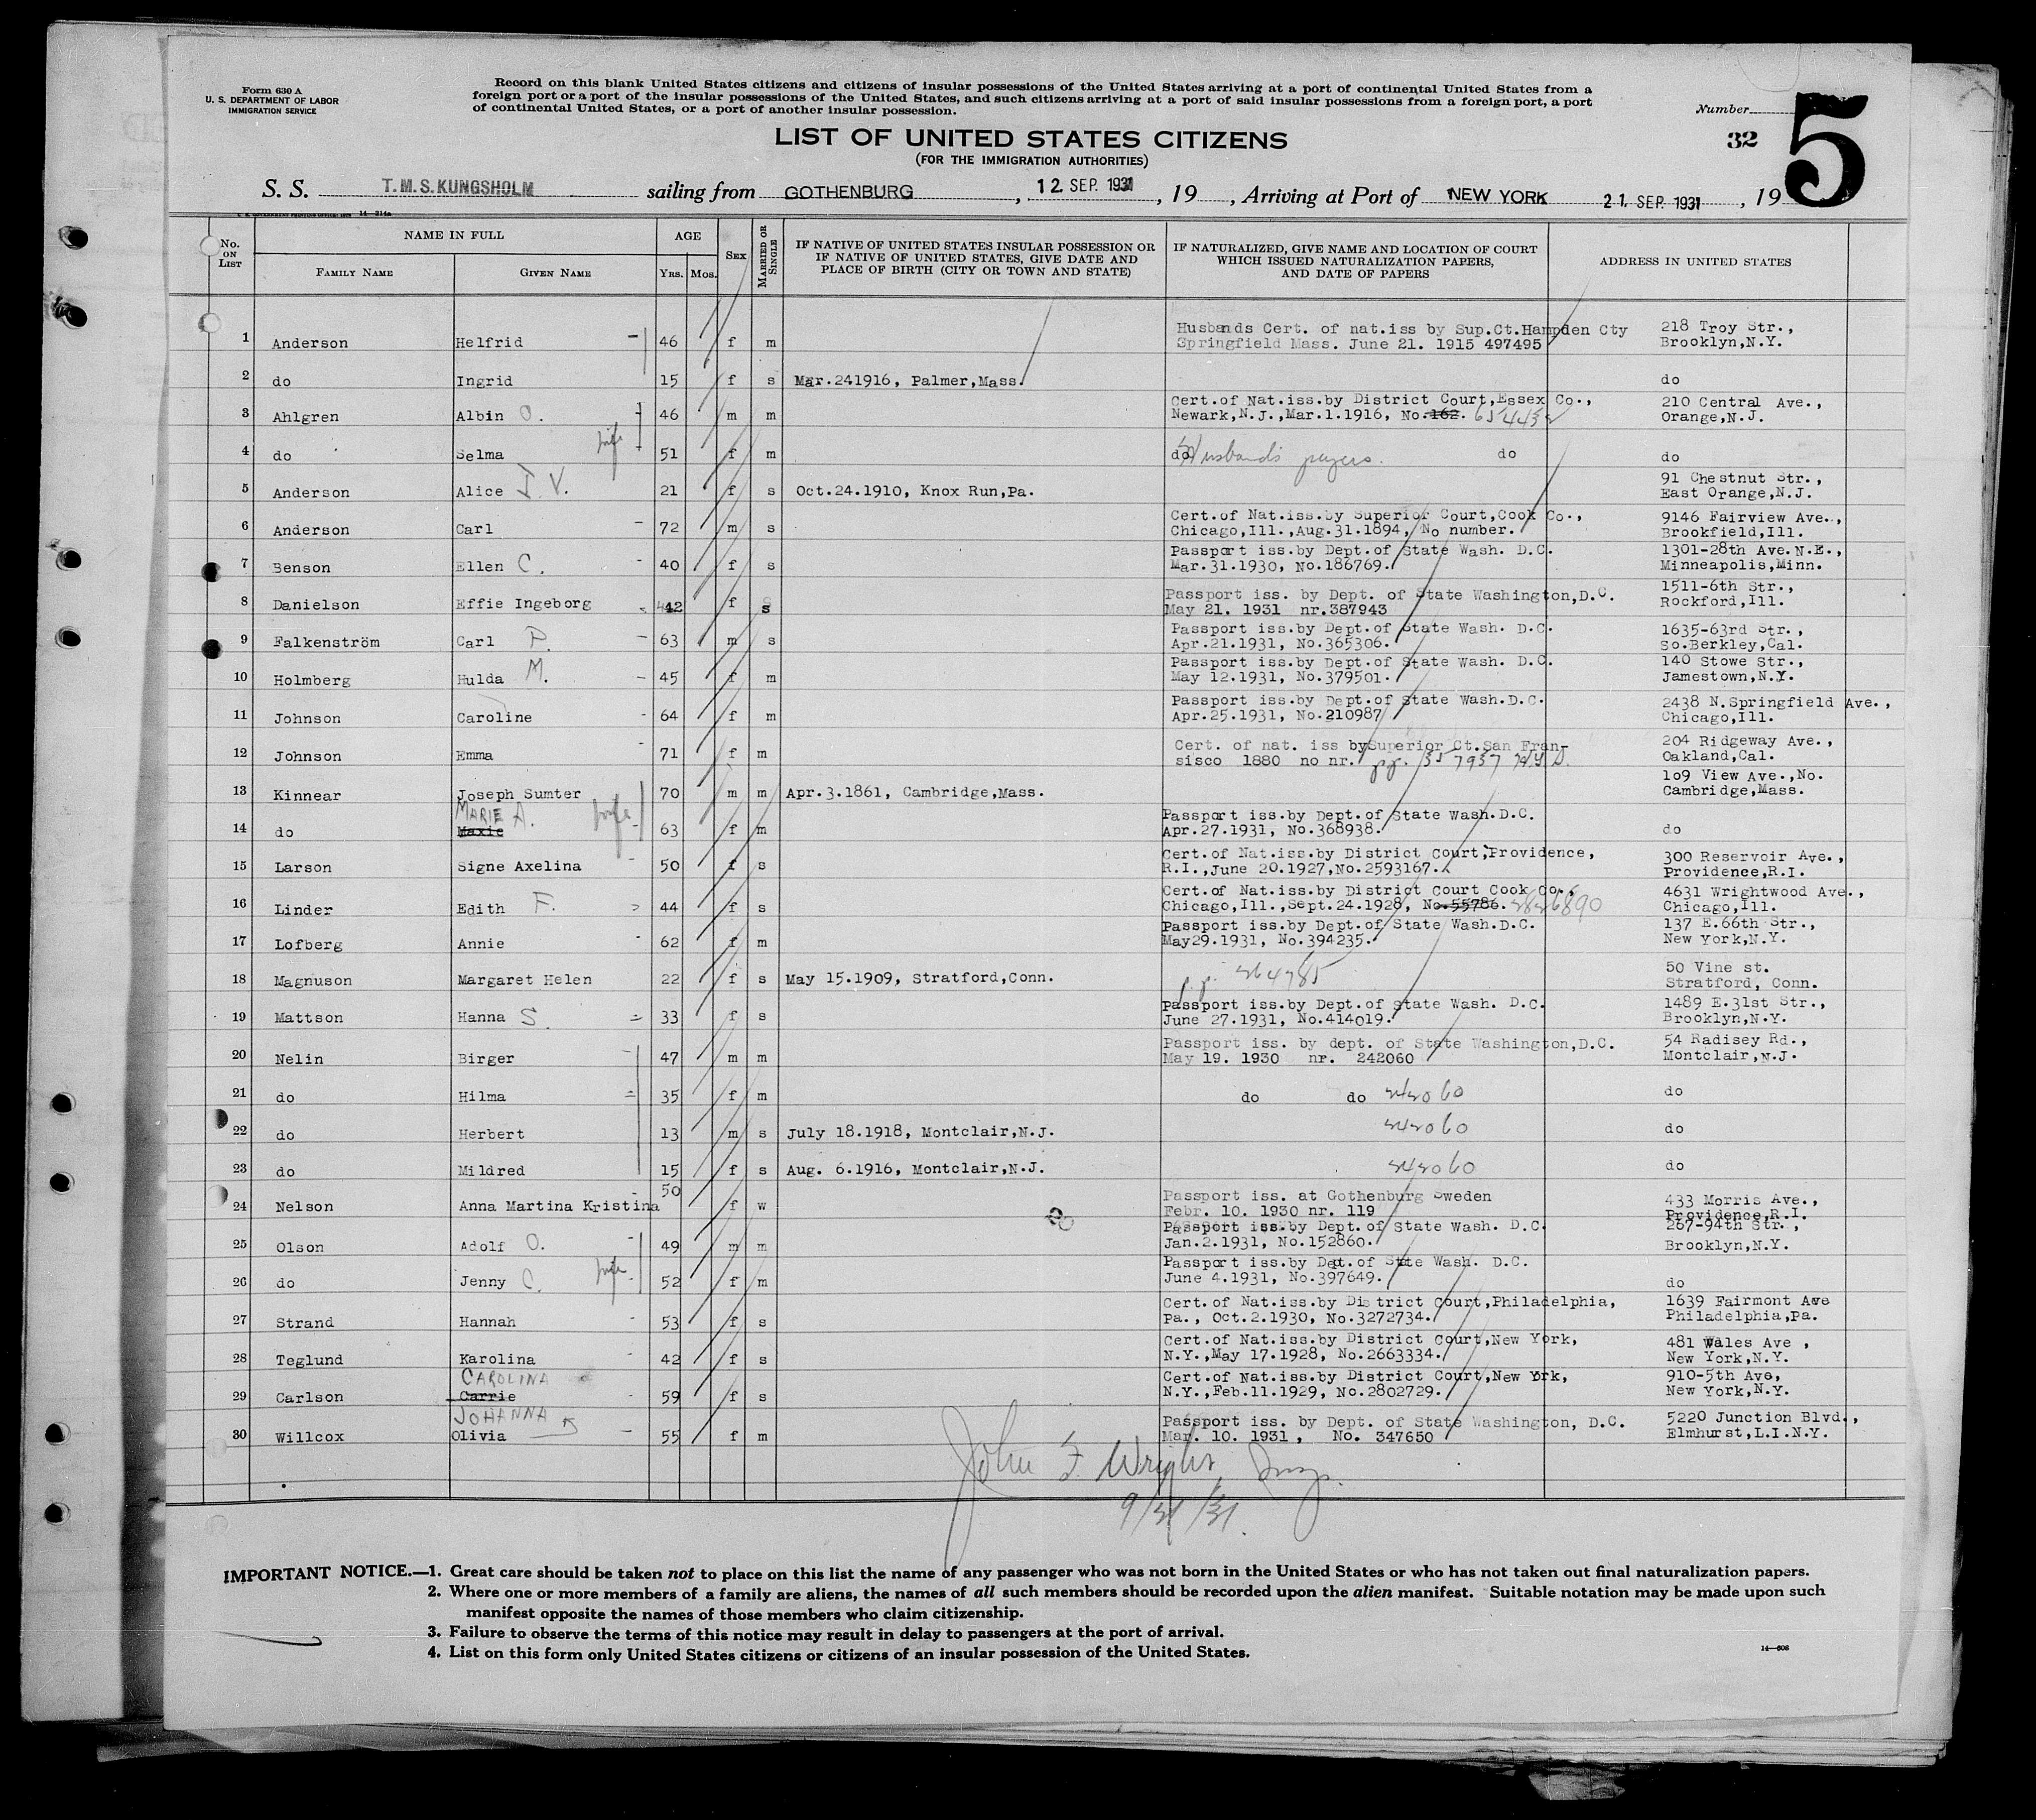 Form 630 A
U. S. DEPARTMENT OF LABOR
IMMIGRATION SERVICE
Record on this blank United States citizens and citizens of insular possessions of the United States arriving at a port of continental United States from a
foreign port or a port of the insular possessions of the United States, and such citizens arriving at a port of said insular possessions from a foreign port, a port
of continental United States, or a port of another insular possession.
Number
5
32
LIST OF UNITED STATES CITIZENS
(FOR THE IMMIGRATION AUTHORITIES)
S. S. T.M.S.KUNGSHOLM sailing from GOTHENBURG, 12. SEP. 1931, 19 , Arriving at Port of NEW YORK 21. SEP. 1931, 19
No. ON LIST
NAME IN FULL
FAMILY NAME
GIVEN NAME
AGE
YRS. MOS.
SEX
MARRIED OR SINGLE
IF NATIVE OF UNITED STATES INSULAR POSSESSION OR
IF NATIVE OF UNITED STATES, GIVE DATE AND
PLACE OF BIRTH (CITY OR TOWN AND STATE)
IF NATURALIZED, GIVE NAME AND LOCATION OF COURT
WHICH ISSUED NATURALIZATION PAPERS,
AND DATE OF PAPERS
ADDRESS IN UNITED STATES
Husbands Cert. of nat.iss by Sup.Ct.Hampden Cty 218 Troy Str.,
1 Anderson Helfrid 46 f m Springfield Mass. June 21. 1915 497495 Brooklyn,N.Y.
2 do Ingrid 15 f s Mar.241916, Palmer,Mass. do
Cert.of Nat.iss.by District Court,Essex Co., 210 Central Ave.,
3 Ahlgren Albin O. 46 m m Newark,N.J.,Mar.1.1916, No.162. 654432 Orange,N.J.
4 do Selma wife 51 f m do Husband's papers. do do
91 Chestnut Str.,
5 Anderson Alice I.V. 21 f s Oct.24.1910, Knox Run,Pa. East Orange,N.J.
Cert.of Nat.iss.by Superior Court,Cook Co., 9146 Fairview Ave.,
6 Anderson Carl 72 m s Chicago,Ill.,Aug.31.1894, No number. Brookfield,Ill.
Passport iss.by Dept.of State Wash. D.C. 1301-28th Ave.N.E.,
7 Benson Ellen C. 40 f s Mar.31.1930, No.186769. Minneapolis,Minn.
Passport iss. by Dept. of State Washington,D.C. 1511-6th Str.,
8 Danielson Effie Ingeborg 42 f s May 21. 1931 nr.387943 Rockford,Ill.
Passport iss.by Dept.of State Wash. D.C. 1635-63rd Str.,
9 Falkenström Carl P. 63 m s Apr.21.1931, No.365306. So.Berkley,Cal.
Passport iss.by Dept.of State Wash. D.C. 140 Stowe Str.,
10 Holmberg Hulda M. 45 f m May 12.1931, No.379501. Jamestown,N.Y.
Passport iss.by Dept.of State Wash.D.C. 2438 N.Springfield Ave.,
11 Johnson Caroline 64 f m Apr.25.1931, No.210987 Chicago,Ill.
Cert. of nat. iss bySuperior Ct.San Fran- 204 Ridgeway Ave.,
12 Johnson Emma 71 f m sisco 1880 no nr. pp. 357937 Oakland,Cal.
109 View Ave.,No.
13 Kinnear Joseph Sumter 70 m m Apr.3.1861, Cambridge,Mass. Cambridge,Mass.
MARIE A. wife Passport iss.by Dept.of State Wash.D.C.
14 do Maxie 63 f m Apr.27.1931, No.368938. do
Cert.of Nat.iss.by District Court,Providence, 300 Reservoir Ave.,
15 Larson Signe Axelina 50 f s R.I.,June 20.1927,No.2593167. Providence,R.I.
Cert.of Nat.iss.by District Court Cook Co., 4631 Wrightwood Ave.,
16 Linder Edith F. 44 f s Chicago,Ill.,Sept.24.1928, No.55786. 2826890 Chicago,Ill.
Passport iss.by Dept.of State Wash.D.C. 137 E.66th Str.,
17 Lofberg Annie 62 f m May29.1931, No.394235. New York,N.Y.
50 Vine st.
18 Magnuson Margaret Helen 22 f s May 15.1909, Stratford,Conn. p.p. 264785 Stratford, Conn.
Passport iss.by Dept.of State Wash. D.C. 1489 E.31st Str.,
19 Mattson Hanna S. 33 f s June 27.1931, No.414019. Brooklyn,N.Y.
Passport iss. by dept. of State Washington,D.C. 54 Radisey Rd.,
20 Nelin Birger 47 m m May 19. 1930 nr. 242060 Montclair,N.J.
21 do Hilma 35 f m do do 242060 do
22 do Herbert 13 m s July 18.1918, Montclair,N.J. 242060 do
23 do Mildred 15 f s Aug. 6.1916, Montclair,N.J. 242060 do
Passport iss. at Gothenburg Sweden 433 Morris Ave.,
24 Nelson Anna Martina Kristina 50 f w Febr. 10. 1930 nr. 119 Providence,R.I.
Passport iss.by Dept.of State Wash. D.C. 267-94th Str.,
25 Olson Adolf O. 49 m m Jan.2.1931, No.152860. Brooklyn,N.Y.
Passport iss.by Dept.of State Wash. D.C.
26 do Jenny C. wife 52 f m June 4.1931, No.397649. do
Cert.of Nat.iss.by District Court,Philadelphia, 1639 Fairmont Ave
27 Strand Hannah 53 f s Pa., Oct.2.1930, No.3272734. Philadelphia,Pa.
Cert.of Nat.iss.by District Court,New York, 481 Wales Ave ,
28 Teglund Karolina 42 f s N.Y.,May 17.1928, No.2663334. New York,N.Y.
CAROLINA Cert.of Nat.iss.by District Court,New York, 910-5th Ave,
29 Carlson Carrie 59 f s N.Y.,Feb.11.1929, No.2802729. New York,N.Y.
JOHANNA Passport iss. by Dept. of State Washington, D.C. 5220 Junction Blvd.,
30 Willcox Olivia 55 f m Mar. 10. 1931, No. 347650 Elmhurst,L.I.N.Y.
John F. Wright, Insp.
9/21/31.
IMPORTANT NOTICE.—1. Great care should be taken not to place on this list the name of any passenger who was not born in the United States or who has not taken out final naturalization papers.
2. Where one or more members of a family are aliens, the names of all such members should be recorded upon the alien manifest. Suitable notation may be made upon such
manifest opposite the names of those members who claim citizenship.
3. Failure to observe the terms of this notice may result in delay to passengers at the port of arrival.
4. List on this form only United States citizens or citizens of an insular possession of the United States.
14—606